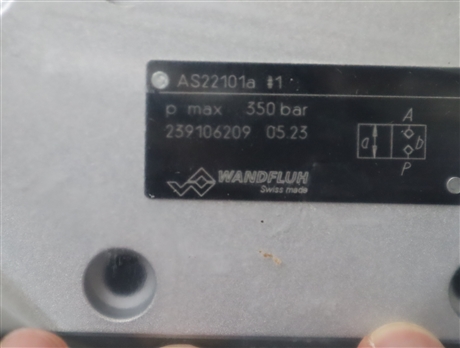 AS22101a #1
p max 350 bar
239106209 05.23
A
a b
P
WANDFLUH
Swiss made